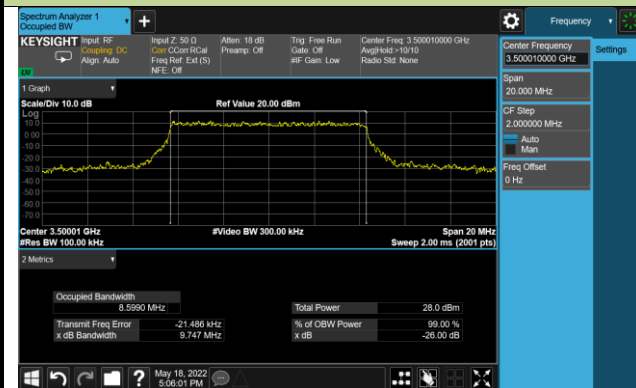 Spectrum Analyzer 1
Occupied BW
Frequency
KEYSIGHT
Input: RF
Coupling: DC
Align: Auto
Input Z: 50 Ω
Corr CCorr RCal
Freq Ref: Ext (S)
NFE: Off
Atten: 18 dB
Preamp: Off
Trig: Free Run
Gate: Off
#IF Gain: Low
Center Freq: 3.500010000 GHz
Avg|Hold:>10/10
Radio Std: None
Center Frequency
3.500010000 GHz
Settings
Span
20.000 MHz
CF Step
2.000000 MHz
Auto
Man
Freq Offset
0 Hz
1 Graph
Scale/Div 10.0 dB
Ref Value 20.00 dBm
Log
10.0
0.00
-10.0
-20.0
-30.0
-40.0
-50.0
-60.0
-70.0
Center 3.50001 GHz
#Video BW 300.00 kHz
Span 20 MHz
#Res BW 100.00 kHz
Sweep 2.00 ms (2001 pts)
2 Metrics
Occupied Bandwidth
8.5990 MHz
Total Power
28.0 dBm
Transmit Freq Error
-21.486 kHz
% of OBW Power
99.00 %
x dB Bandwidth
9.747 MHz
x dB
-26.00 dB
?
May 18, 2022
5:06:01 PM